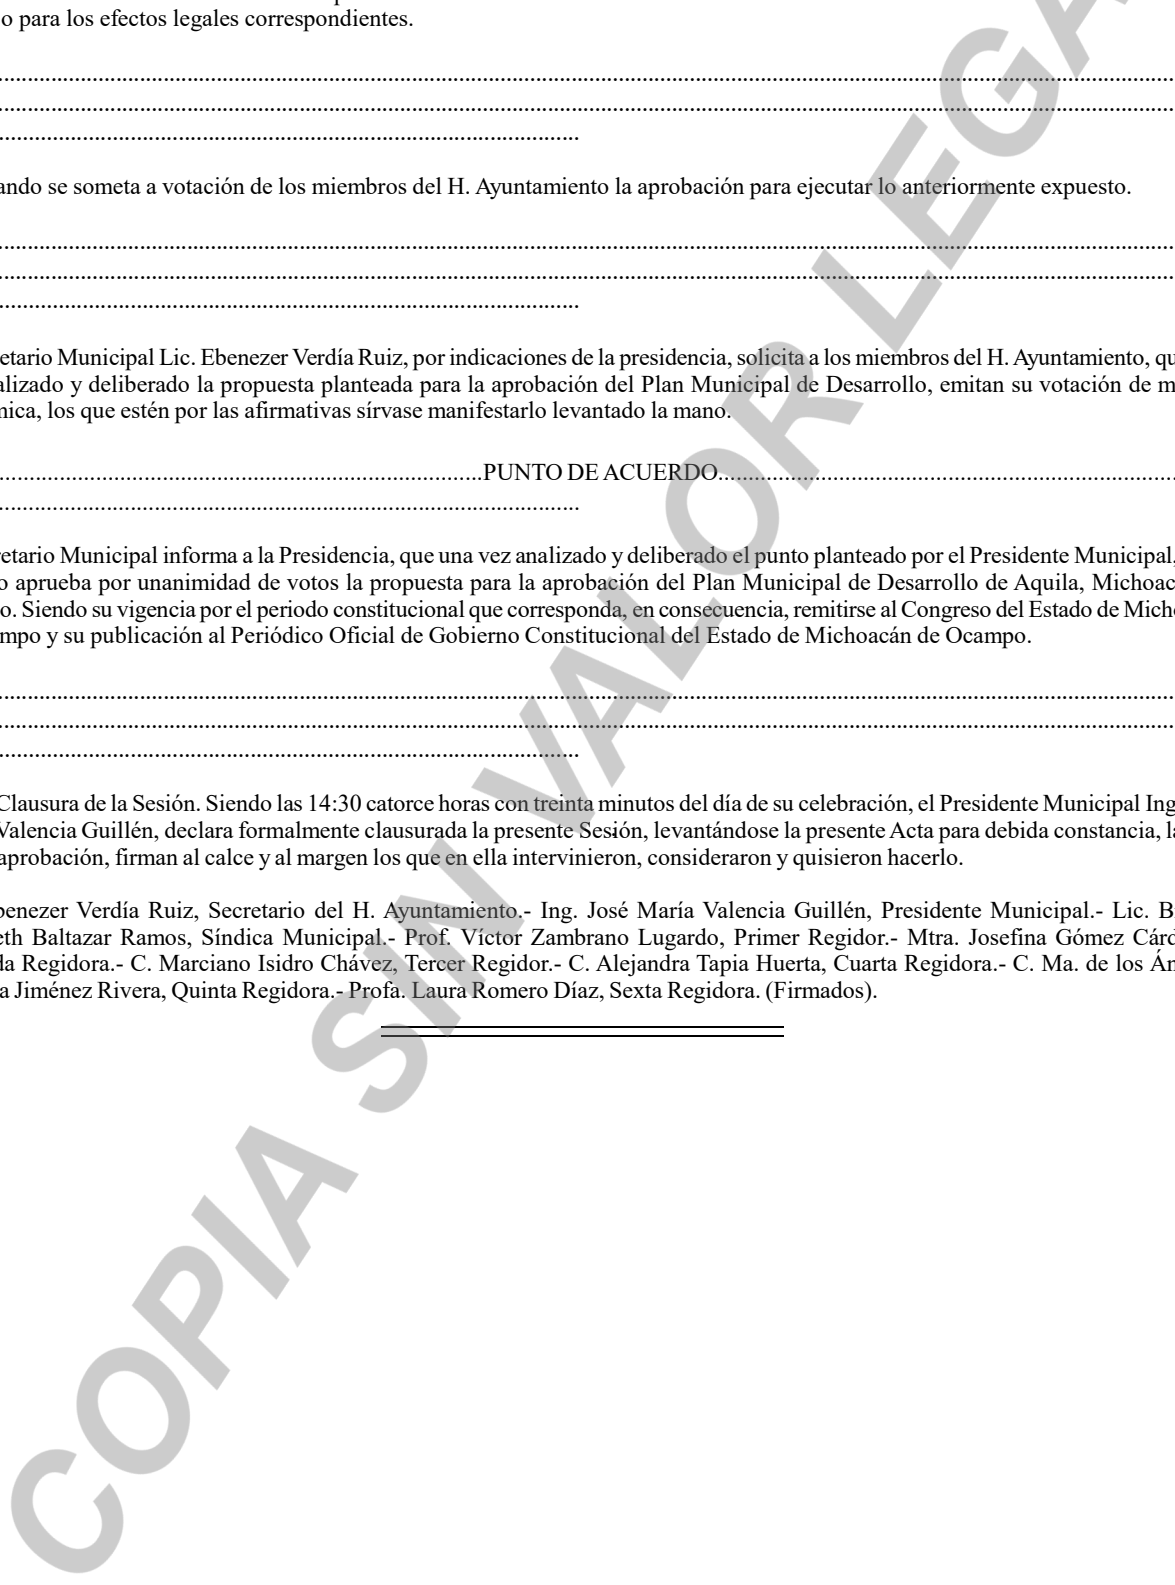 o para los efectos legales correspondientes.
................................................................................................................................
................................................................................................................................
................................................................
ando se someta a votación de los miembros del H. Ayuntamiento la aprobación para ejecutar lo anteriormente expuesto.
................................................................................................................................
................................................................................................................................
................................................................
etario Municipal Lic. Ebenezer Verdía Ruiz, por indicaciones de la presidencia, solicita a los miembros del H. Ayuntamiento, qu
alizado y deliberado la propuesta planteada para la aprobación del Plan Municipal de Desarrollo, emitan su votación de m
nica, los que estén por las afirmativas sírvase manifestarlo levantado la mano.
................................................................PUNTO DE ACUERDO................................................................
................................................................
retario Municipal informa a la Presidencia, que una vez analizado y deliberado el punto planteado por el Presidente Municipal,
o aprueba por unanimidad de votos la propuesta para la aprobación del Plan Municipal de Desarrollo de Aquila, Michoac
o. Siendo su vigencia por el periodo constitucional que corresponda, en consecuencia, remitirse al Congreso del Estado de Mich
mpo y su publicación al Periódico Oficial de Gobierno Constitucional del Estado de Michoacán de Ocampo.
................................................................................................................................
................................................................................................................................
................................................................
Clausura de la Sesión. Siendo las 14:30 catorce horas con treinta minutos del día de su celebración, el Presidente Municipal Ing
Valencia Guillén, declara formalmente clausurada la presente Sesión, levantándose la presente Acta para debida constancia, la
aprobación, firman al calce y al margen los que en ella intervinieron, consideraron y quisieron hacerlo.
benezer Verdía Ruiz, Secretario del H. Ayuntamiento.- Ing. José María Valencia Guillén, Presidente Municipal.- Lic. B
eth Baltazar Ramos, Síndica Municipal.- Prof. Víctor Zambrano Lugardo, Primer Regidor.- Mtra. Josefina Gómez Cárd
da Regidora.- C. Marciano Isidro Chávez, Tercer Regidor.- C. Alejandra Tapia Huerta, Cuarta Regidora.- C. Ma. de los Án
a Jiménez Rivera, Quinta Regidora.- Profa. Laura Romero Díaz, Sexta Regidora. (Firmados).
COPIA SIN VALOR LEGA